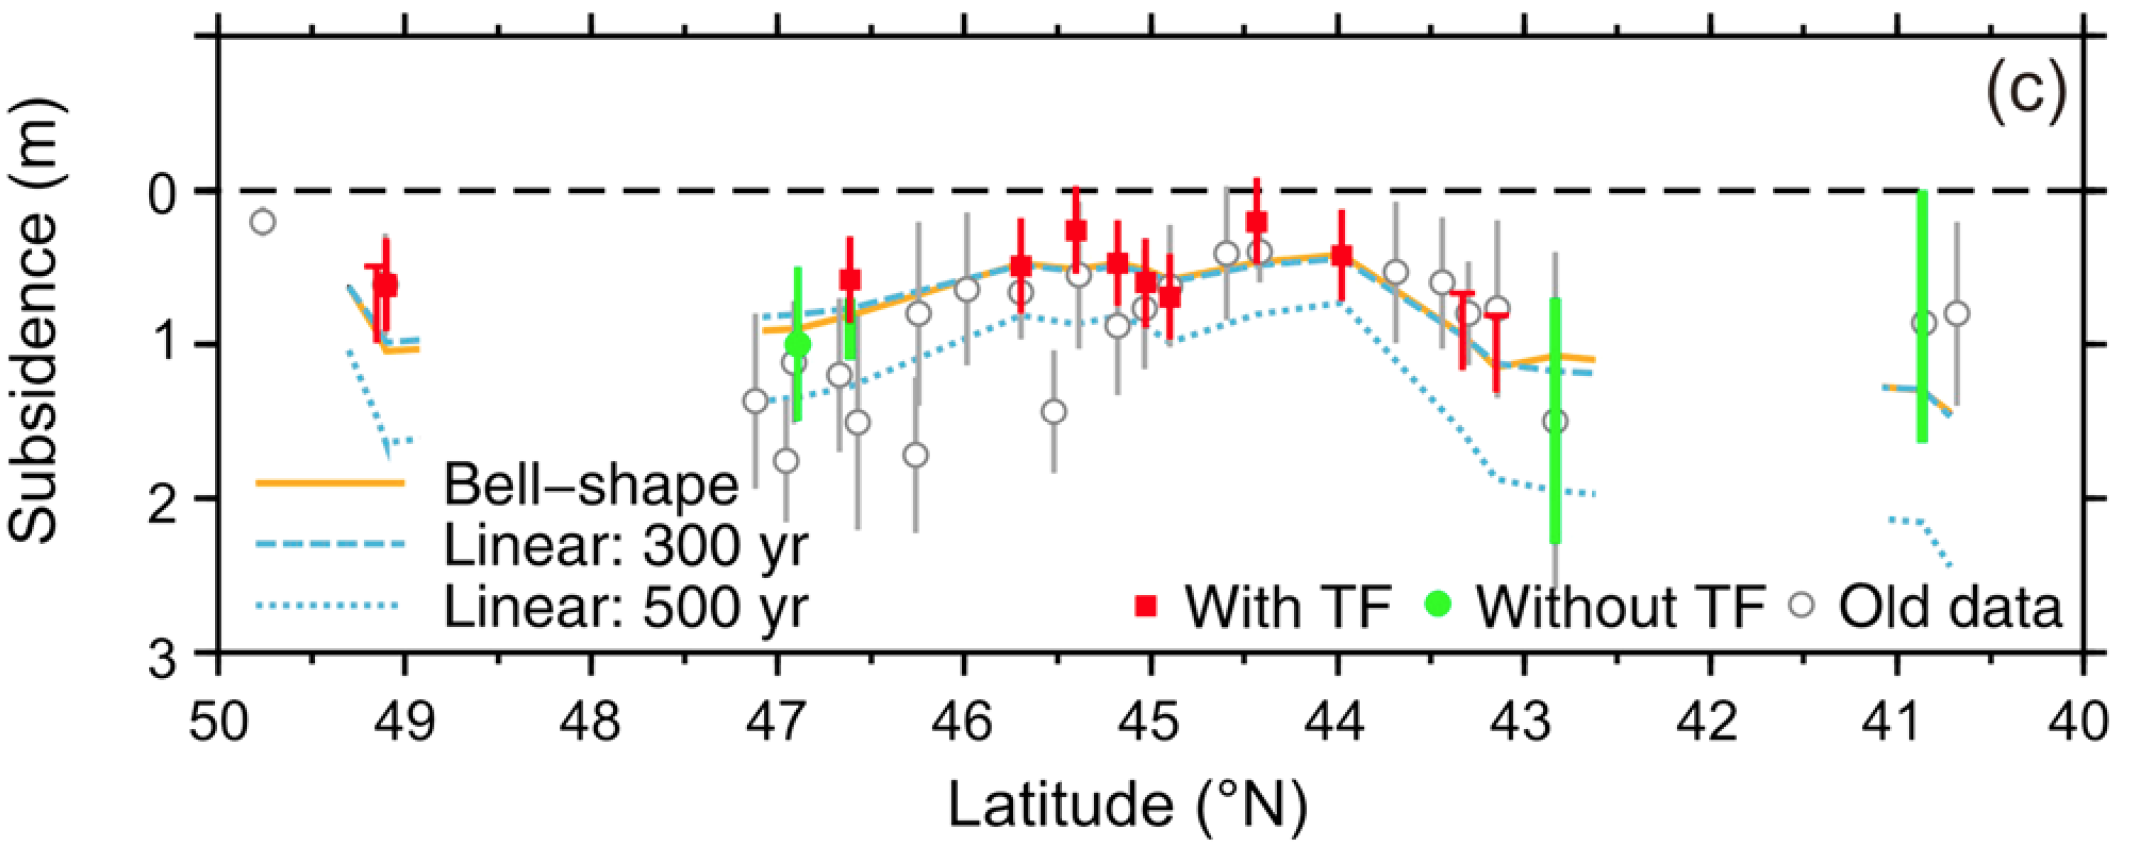 (c)
Subsidence (m)
0
1
2
3
Bell–shape
Linear: 300 yr
Linear: 500 yr
With TF Without TF Old data
50 49 48 47 46 45 44 43 42 41 40
Latitude (°N)